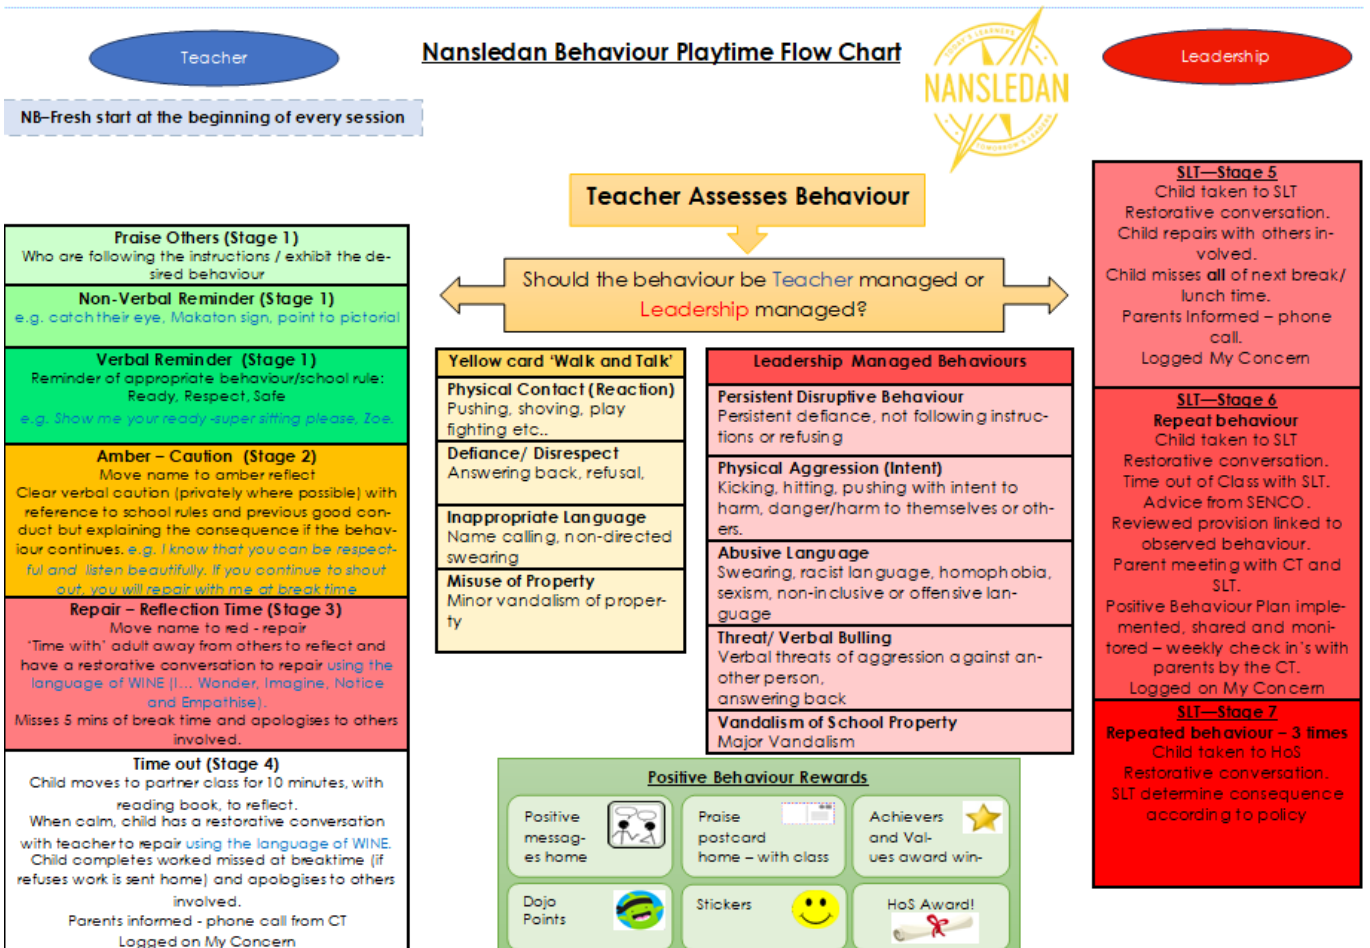 Teacher
Nansledan Behaviour Playtime Flow Chart
TODAY'S LEARNERS
NANSLEDAN
TOMORROW'S LEADERS
Leadership
NB–Fresh start at the beginning of every session
Teacher Assesses Behaviour
Should the behaviour be Teacher managed or
Leadership managed?
Praise Others (Stage 1)
Who are following the instructions / exhibit the de-
sired behaviour
Non-Verbal Reminder (Stage 1)
e.g. catch their eye, Makaton sign, point to pictorial
Verbal Reminder (Stage 1)
Reminder of appropriate behaviour/school rule:
Ready, Respect, Safe
e.g. Show me your ready -super sitting please, Zoe.
Amber – Caution (Stage 2)
Move name to amber reflect
Clear verbal caution (privately where possible) with
reference to school rules and previous good con-
duct but explaining the consequence if the behav-
iour continues. e.g. I know that you can be respect-
ful and listen beautifully. If you continue to shout
out, you will repair with me at break time
Repair – Reflection Time (Stage 3)
Move name to red - repair
'Time with' adult away from others to reflect and
have a restorative conversation to repair using the
language of WINE (I... Wonder, Imagine, Notice
and Empathise).
Misses 5 mins of break time and apologises to others
involved.
Time out (Stage 4)
Child moves to partner class for 10 minutes, with
reading book, to reflect.
When calm, child has a restorative conversation
with teacher to repair using the language of WINE.
Child completes worked missed at breaktime (if
refuses work is sent home) and apologises to others
involved.
Parents informed - phone call from CT
Logged on My Concern
Yellow card 'Walk and Talk'
Physical Contact (Reaction)
Pushing, shoving, play
fighting etc..
Defiance/ Disrespect
Answering back, refusal,
Inappropriate Language
Name calling, non-directed
swearing
Misuse of Property
Minor vandalism of proper-
ty
Leadership Managed Behaviours
Persistent Disruptive Behaviour
Persistent defiance, not following instruc-
tions or refusing
Physical Aggression (Intent)
Kicking, hitting, pushing with intent to
harm, danger/harm to themselves or oth-
ers.
Abusive Language
Swearing, racist language, homophobia,
sexism, non-inclusive or offensive lan-
guage
Threat/ Verbal Bulling
Verbal threats of aggression against an-
other person,
answering back
Vandalism of School Property
Major Vandalism
Positive Behaviour Rewards
Positive
messag-
es home
Praise
postcard
home – with class
Achievers
and Val-
ues award win-
Dojo
Points
Stickers
HoS Award!
SLT—Stage 5
Child taken to SLT
Restorative conversation.
Child repairs with others in-
volved.
Child misses all of next break/
lunch time.
Parents Informed – phone
call.
Logged My Concern
SLT—Stage 6
Repeat behaviour
Child taken to SLT
Restorative conversation.
Time out of Class with SLT.
Advice from SENCO.
Reviewed provision linked to
observed behaviour.
Parent meeting with CT and
SLT.
Positive Behaviour Plan imple-
mented, shared and moni-
tored – weekly check in's with
parents by the CT.
Logged on My Concern
SLT—Stage 7
Repeated behaviour – 3 times
Child taken to HoS
Restorative conversation.
SLT determine consequence
according to policy